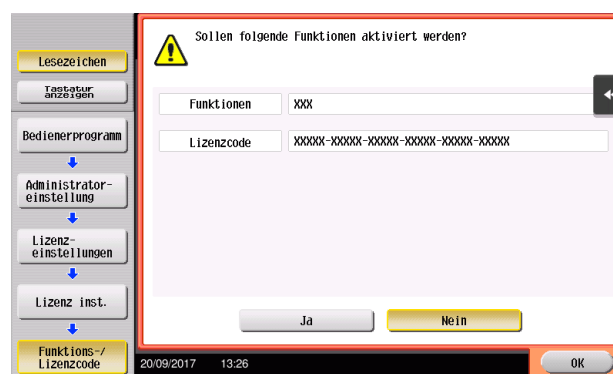 Lesezeichen
Tastatur
anzeigen
Bedienerprogramm
Administrator-
einstellung
Lizenz-
einstellungen
Lizenz inst.
Funktions-/
Lizenzcode
Sollen folgende Funktionen aktiviert werden?
Funktionen XXX
Lizenzcode XXXXX-XXXXX-XXXXX-XXXXX-XXXXX-XXXXX
Ja Nein
20/09/2017 13:26
OK